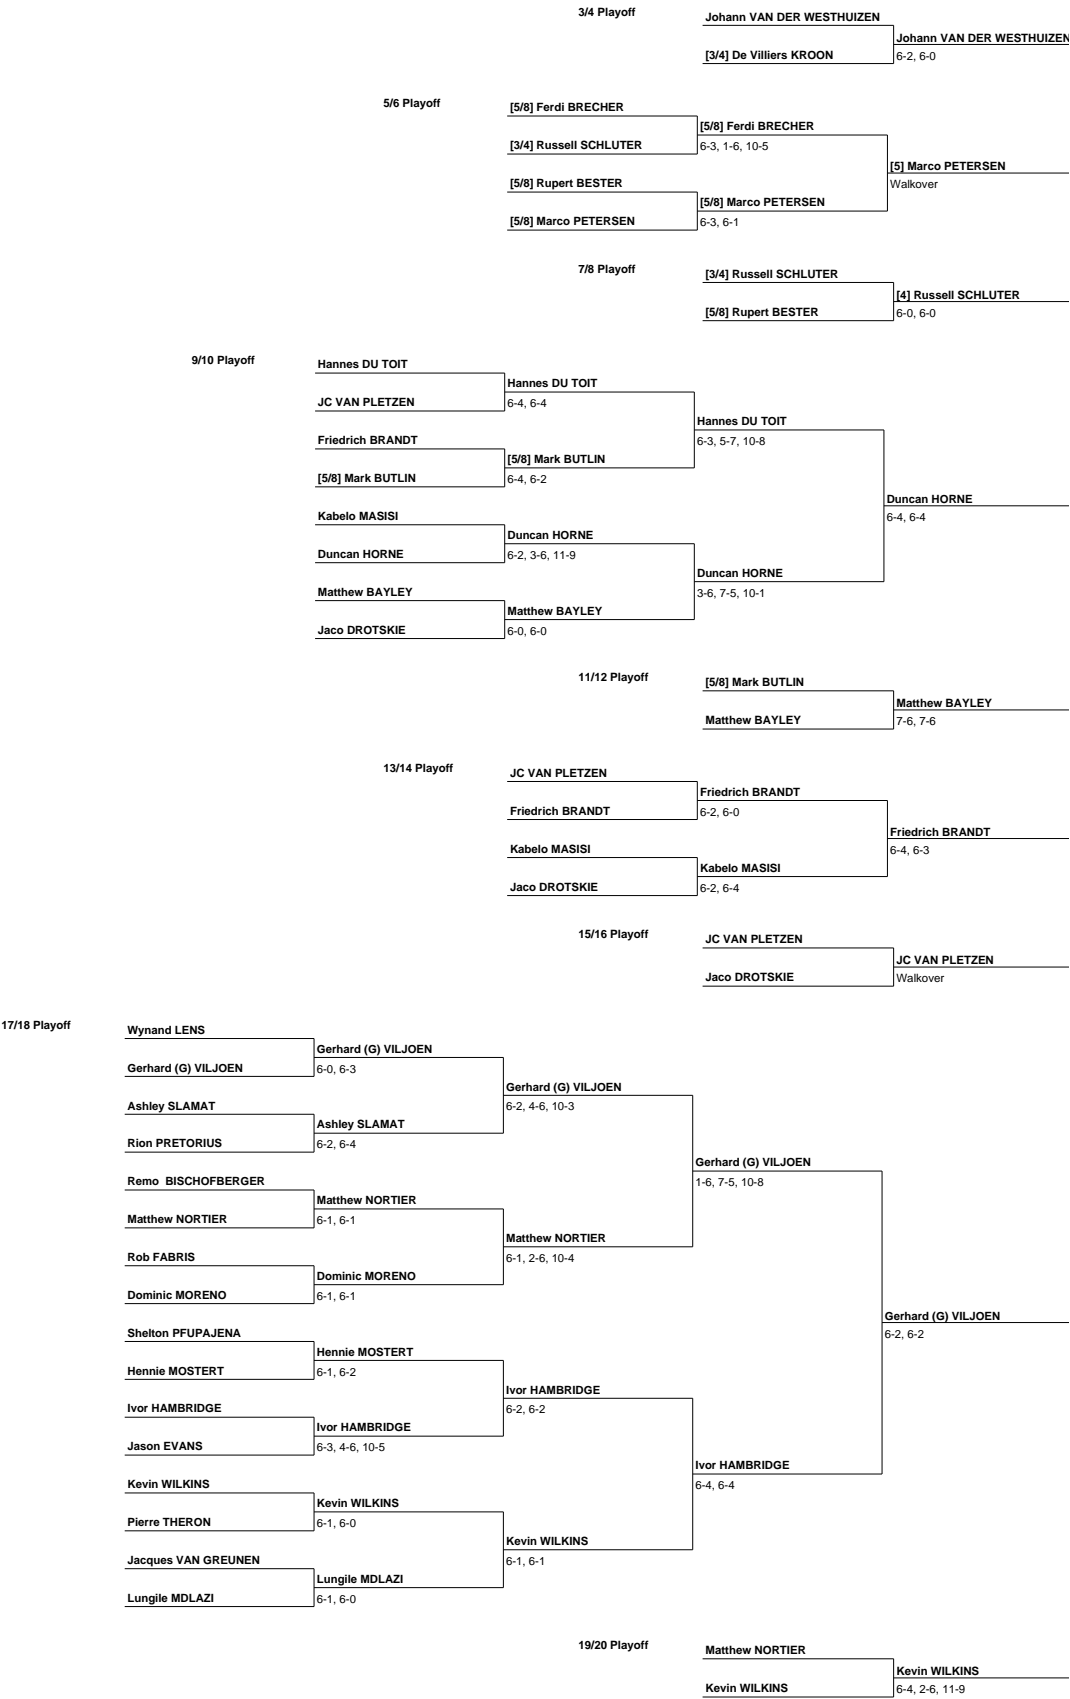 3/4 Playoff
Johann VAN DER WESTHUIZEN
Johann VAN DER WESTHUIZEN
[3/4] De Villiers KROON
6-2, 6-0
5/6 Playoff
[5/8] Ferdi BRECHER
[5/8] Ferdi BRECHER
[3/4] Russell SCHLUTER
6-3, 1-6, 10-5
[5] Marco PETERSEN
[5/8] Rupert BESTER
Walkover
[5/8] Marco PETERSEN
[5/8] Marco PETERSEN
6-3, 6-1
7/8 Playoff
[3/4] Russell SCHLUTER
[4] Russell SCHLUTER
[5/8] Rupert BESTER
6-0, 6-0
9/10 Playoff
Hannes DU TOIT
Hannes DU TOIT
JC VAN PLETZEN
6-4, 6-4
Hannes DU TOIT
Friedrich BRANDT
6-3, 5-7, 10-8
[5/8] Mark BUTLIN
[5/8] Mark BUTLIN
6-4, 6-2
Duncan HORNE
Kabelo MASISI
6-4, 6-4
Duncan HORNE
Duncan HORNE
6-2, 3-6, 11-9
Duncan HORNE
Matthew BAYLEY
3-6, 7-5, 10-1
Matthew BAYLEY
Jaco DROTSKIE
6-0, 6-0
11/12 Playoff
[5/8] Mark BUTLIN
Matthew BAYLEY
Matthew BAYLEY
7-6, 7-6
13/14 Playoff
JC VAN PLETZEN
Friedrich BRANDT
Friedrich BRANDT
6-2, 6-0
Friedrich BRANDT
Kabelo MASISI
6-4, 6-3
Kabelo MASISI
Jaco DROTSKIE
6-2, 6-4
15/16 Playoff
JC VAN PLETZEN
JC VAN PLETZEN
Jaco DROTSKIE
Walkover
17/18 Playoff
Wynand LENS
Gerhard (G) VILJOEN
Gerhard (G) VILJOEN
6-0, 6-3
Gerhard (G) VILJOEN
Ashley SLAMAT
6-2, 4-6, 10-3
Ashley SLAMAT
Rion PRETORIUS
6-2, 6-4
Gerhard (G) VILJOEN
Remo BISCHOFBERGER
1-6, 7-5, 10-8
Matthew NORTIER
Matthew NORTIER
6-1, 6-1
Matthew NORTIER
Rob FABRIS
6-1, 2-6, 10-4
Dominic MORENO
Dominic MORENO
6-1, 6-1
Gerhard (G) VILJOEN
Shelton PFUPAJENA
6-2, 6-2
Hennie MOSTERT
Hennie MOSTERT
6-1, 6-2
Ivor HAMBRIDGE
Ivor HAMBRIDGE
6-2, 6-2
Ivor HAMBRIDGE
Jason EVANS
6-3, 4-6, 10-5
Ivor HAMBRIDGE
Kevin WILKINS
6-4, 6-4
Kevin WILKINS
Pierre THERON
6-1, 6-0
Kevin WILKINS
Jacques VAN GREUNEN
6-1, 6-1
Lungile MDLAZI
Lungile MDLAZI
6-1, 6-0
19/20 Playoff
Matthew NORTIER
Kevin WILKINS
Kevin WILKINS
6-4, 2-6, 11-9